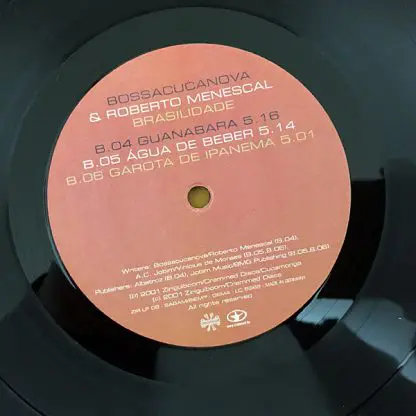 BOSSACUCANOVA
& ROBERTO MENESCAL
BRASILIDADE
B.04 GUANABARA 5.16
B.05 ÁGUA DE BEBER 5.14
B.06 GAROTA DE IPANEMA 5.01
Writers: Bossacucanova/Roberto Menescal (B.04),
A.C. Jobim/Vinicius de Moraes (B.05,B.06).
Publishers: Albatroz (B.04), Jobim Music/BMG Publishing (B.05,B.06)
(P) 2001 Ziriguiboom/Crammed Discs/Cucamonga
(c) 2001 Ziriguiboom/Crammed Discs
All rights reserved